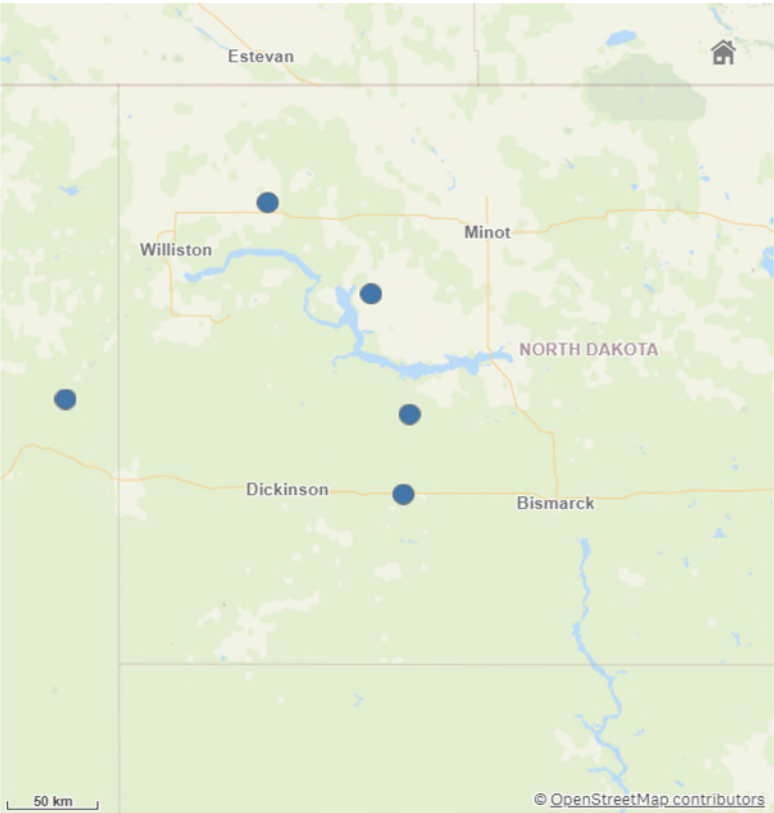 Estevan
Minot
Williston
NORTH DAKOTA
Dickinson
Bismarck
50 km
© OpenStreetMap contributors